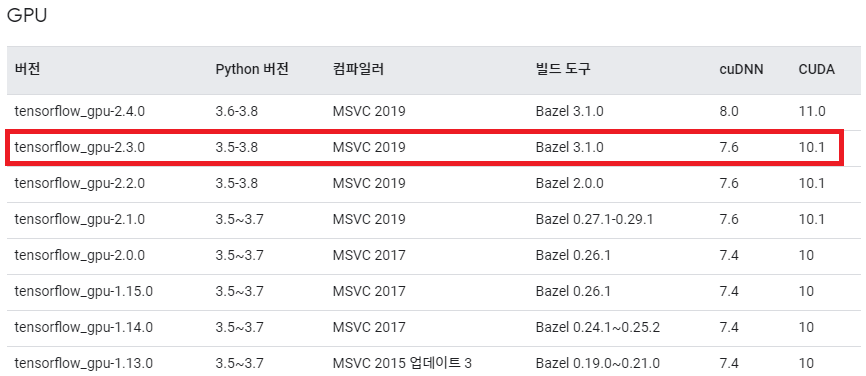 GPU
버전 Python 버전 컴파일러 빌드 도구 cuDNN CUDA
tensorflow_gpu-2.4.0 3.6-3.8 MSVC 2019 Bazel 3.1.0 8.0 11.0
tensorflow_gpu-2.3.0 3.5-3.8 MSVC 2019 Bazel 3.1.0 7.6 10.1
tensorflow_gpu-2.2.0 3.5-3.8 MSVC 2019 Bazel 2.0.0 7.6 10.1
tensorflow_gpu-2.1.0 3.5~3.7 MSVC 2019 Bazel 0.27.1-0.29.1 7.6 10.1
tensorflow_gpu-2.0.0 3.5~3.7 MSVC 2017 Bazel 0.26.1 7.4 10
tensorflow_gpu-1.15.0 3.5~3.7 MSVC 2017 Bazel 0.26.1 7.4 10
tensorflow_gpu-1.14.0 3.5~3.7 MSVC 2017 Bazel 0.24.1~0.25.2 7.4 10
tensorflow_gpu-1.13.0 3.5~3.7 MSVC 2015 업데이트 3 Bazel 0.19.0~0.21.0 7.4 10